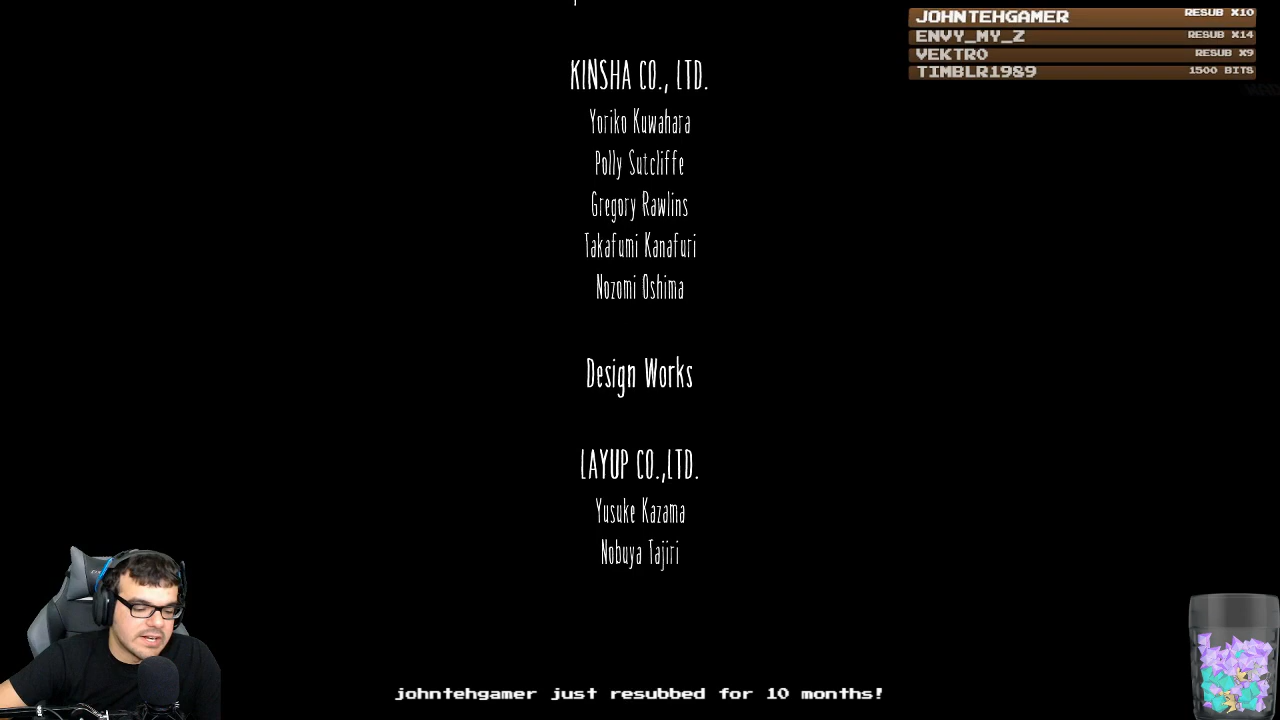 JOHNTEHGAMER RESUB X10
ENVY_MY_Z RESUB X14
VEKTRO RESUB X9
TIMBLR1989 1500 BITS
KINSHA CO., LTD.
Yoriko Kuwahara
Polly Sutcliffe
Gregory Rawlins
Takafumi Kanafuri
Nozomi Oshima
Design Works
LAYUP CO.,LTD.
Yusuke Kazama
Nobuya Tajiri
johntehgamer just resubbed for 10 months!